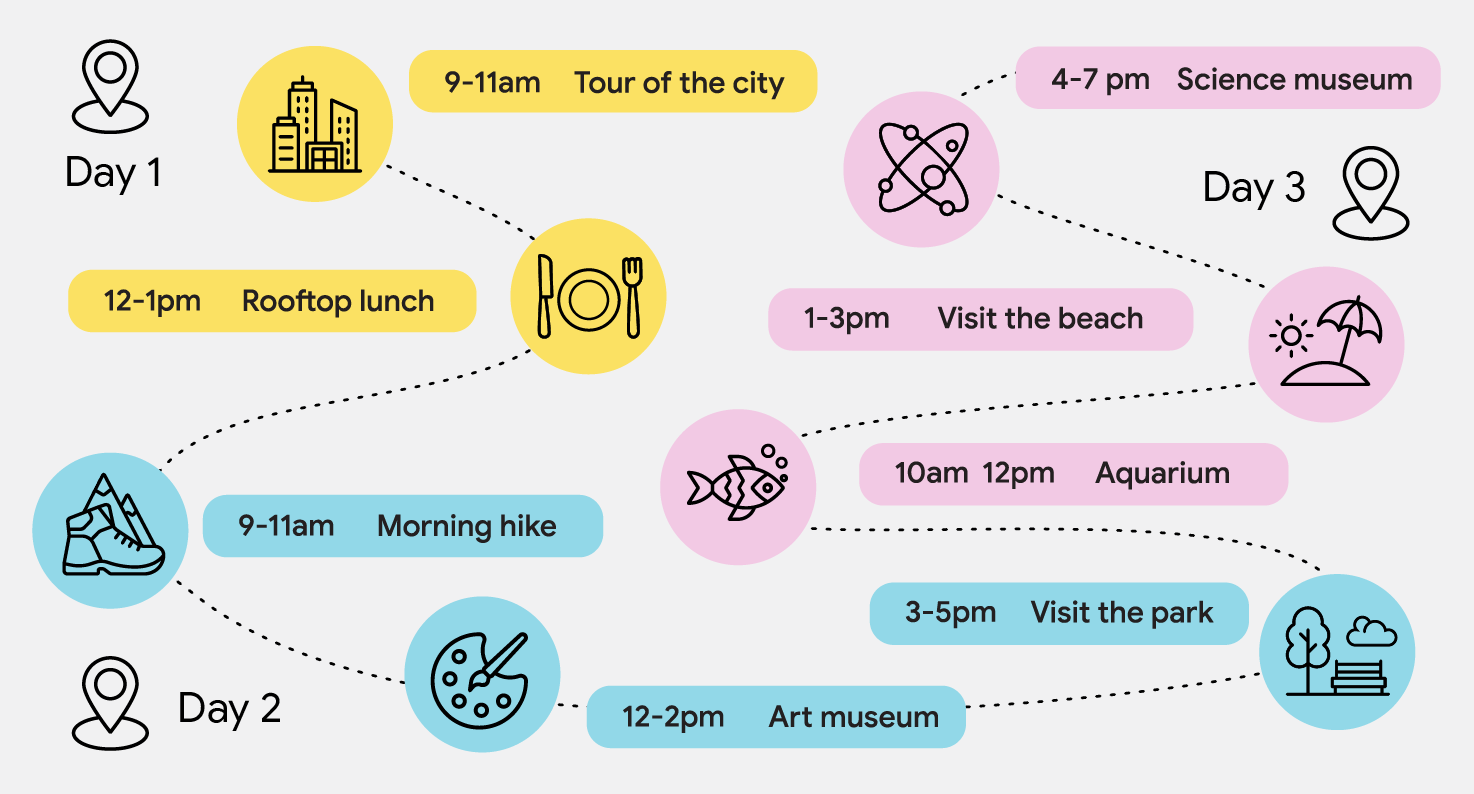 Day 1
9-11am Tour of the city
12-1pm Rooftop lunch
9-11am Morning hike
Day 2
12-2pm Art museum
3-5pm Visit the park
10am 12pm Aquarium
1-3pm Visit the beach
Day 3
4-7 pm Science museum